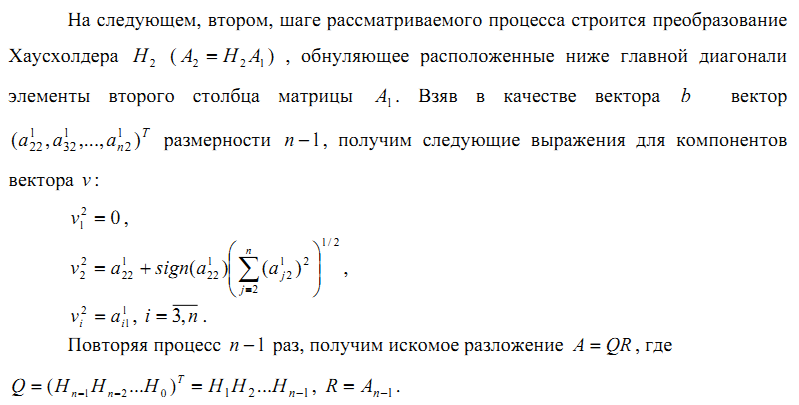 На следующем, втором, шаге рассматриваемого процесса строится преобразование
Хаусхолдера $H_2$ ($A_2 = H_2 A_1$) , обнуляющее расположенные ниже главной диагонали
элементы второго столбца матрицы $A_1$. Взяв в качестве вектора $b$ вектор
$(a_{22}^1, a_{32}^1, ..., a_{n2}^1)^T$ размерности $n-1$, получим следующие выражения для компонентов
вектора $v$:
$v_1^2 = 0$,
$v_2^2 = a_{22}^1 + sign(a_{22}^1)\left(\sum_{j=2}^{n}(a_{j2}^1)^2\right)^{1/2}$,
$v_i^2 = a_{i1}^1$, $i = \overline{3,n}$.
Повторяя процесс $n-1$ раз, получим искомое разложение $A = QR$, где
$Q = (H_{n-1}H_{n-2}...H_0)^T = H_1 H_2 ... H_{n-1}$, $R = A_{n-1}$.